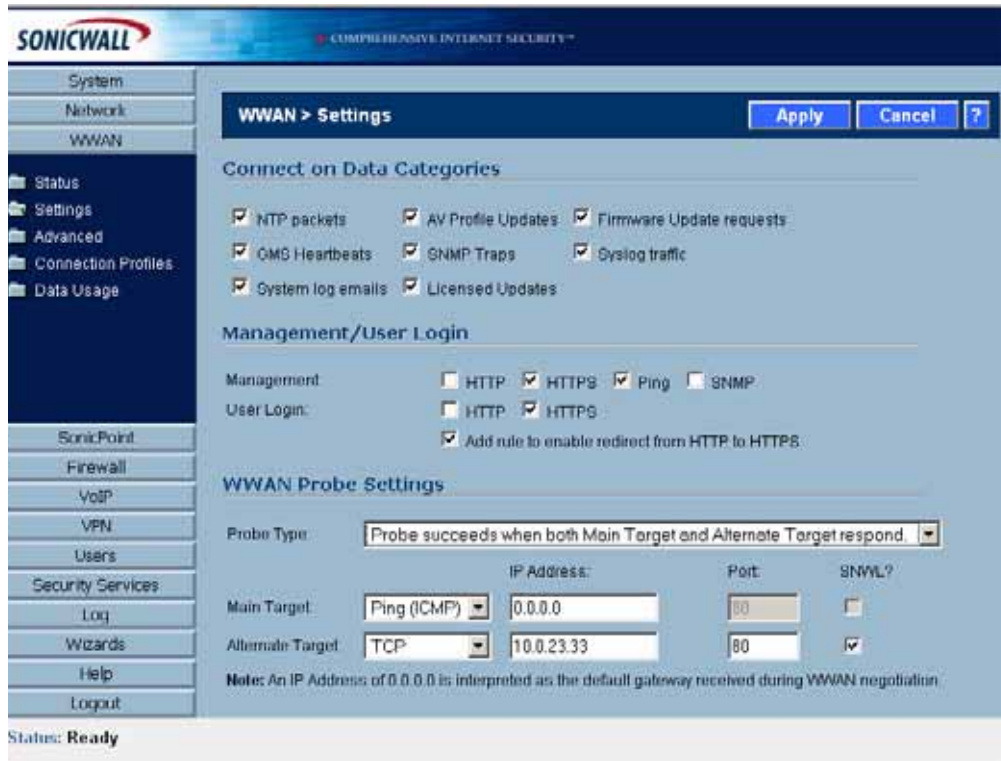 SONICWALL
COMPREHENSIVE INTERNET SECURITY™
System
Network
WWAN
Status
Settings
Advanced
Connection Profiles
Data Usage
SonicPoint
Firewall
VoIP
VPN
Users
Security Services
Log
Wizards
Help
Logout
WWAN > Settings
Apply Cancel ?
Connect on Data Categories
NTP packets AV Profile Updates Firmware Update requests
GMS Heartbeats SNMP Traps Syslog traffic
System log emails Licensed Updates
Management/User Login
Management: HTTP HTTPS Ping SNMP
User Login: HTTP HTTPS
Add rule to enable redirect from HTTP to HTTPS
WWAN Probe Settings
Probe Type: Probe succeeds when both Main Target and Alternate Target respond.
IP Address: Port: SNWL?
Main Target: Ping (ICMP) 0.0.0.0 80
Alternate Target: TCP 10.0.23.33 80
Note: An IP Address of 0.0.0.0 is interpreted as the default gateway received during WWAN negotiation
Status: Ready